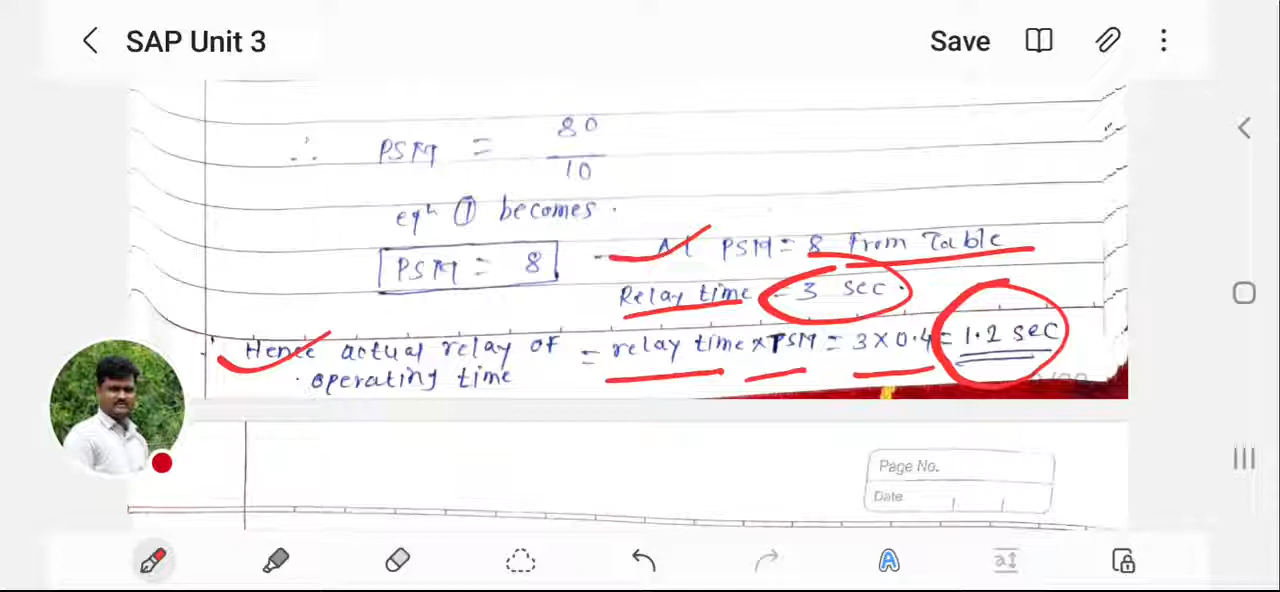 SAP Unit 3
Save
∴ PSM = 80/10
eqn ① becomes.
PSM = 8 - At PSM = 8 from Table
Relay time = 3 sec.
Hence actual relay of operating time = relay time × TSM = 3 × 0.4 = 1.2 sec
Page No.
Date